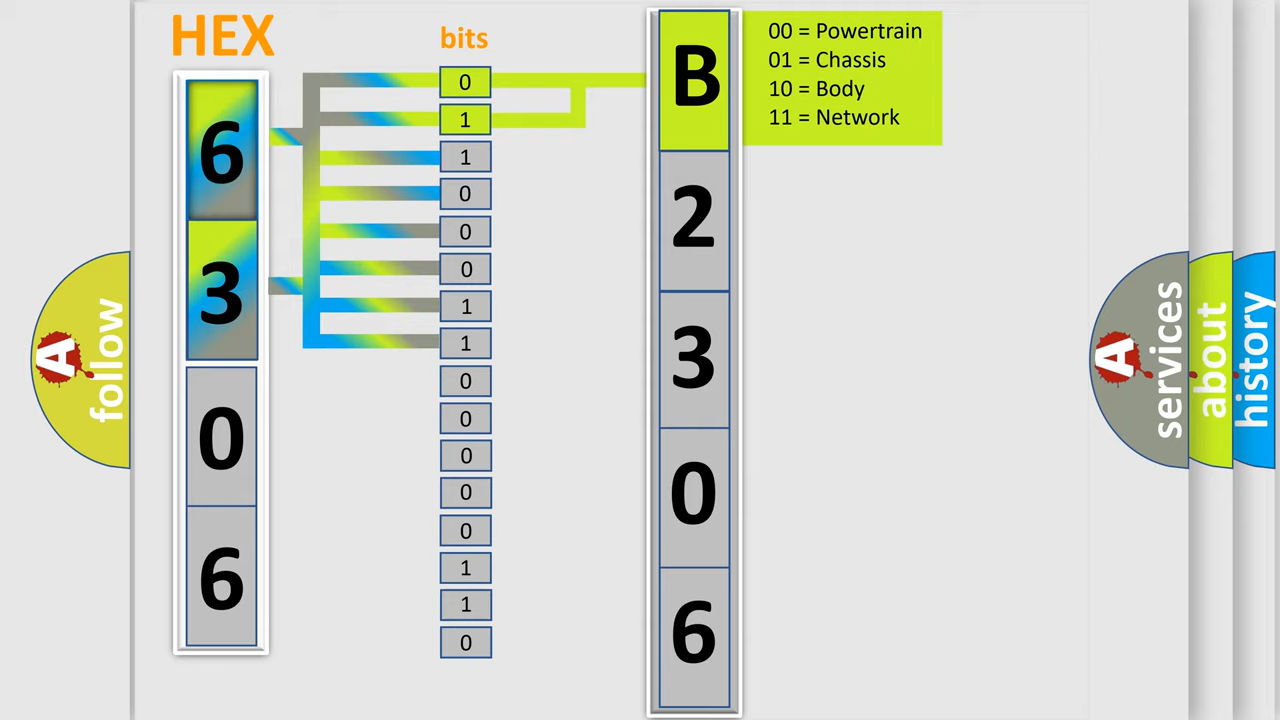 HEX
bits
6
3
0
6
0
1
1
0
0
0
1
1
0
0
0
0
0
1
1
0
B
2
3
0
6
00 = Powertrain
01 = Chassis
10 = Body
11 = Network
A
follow
A
services
about
history